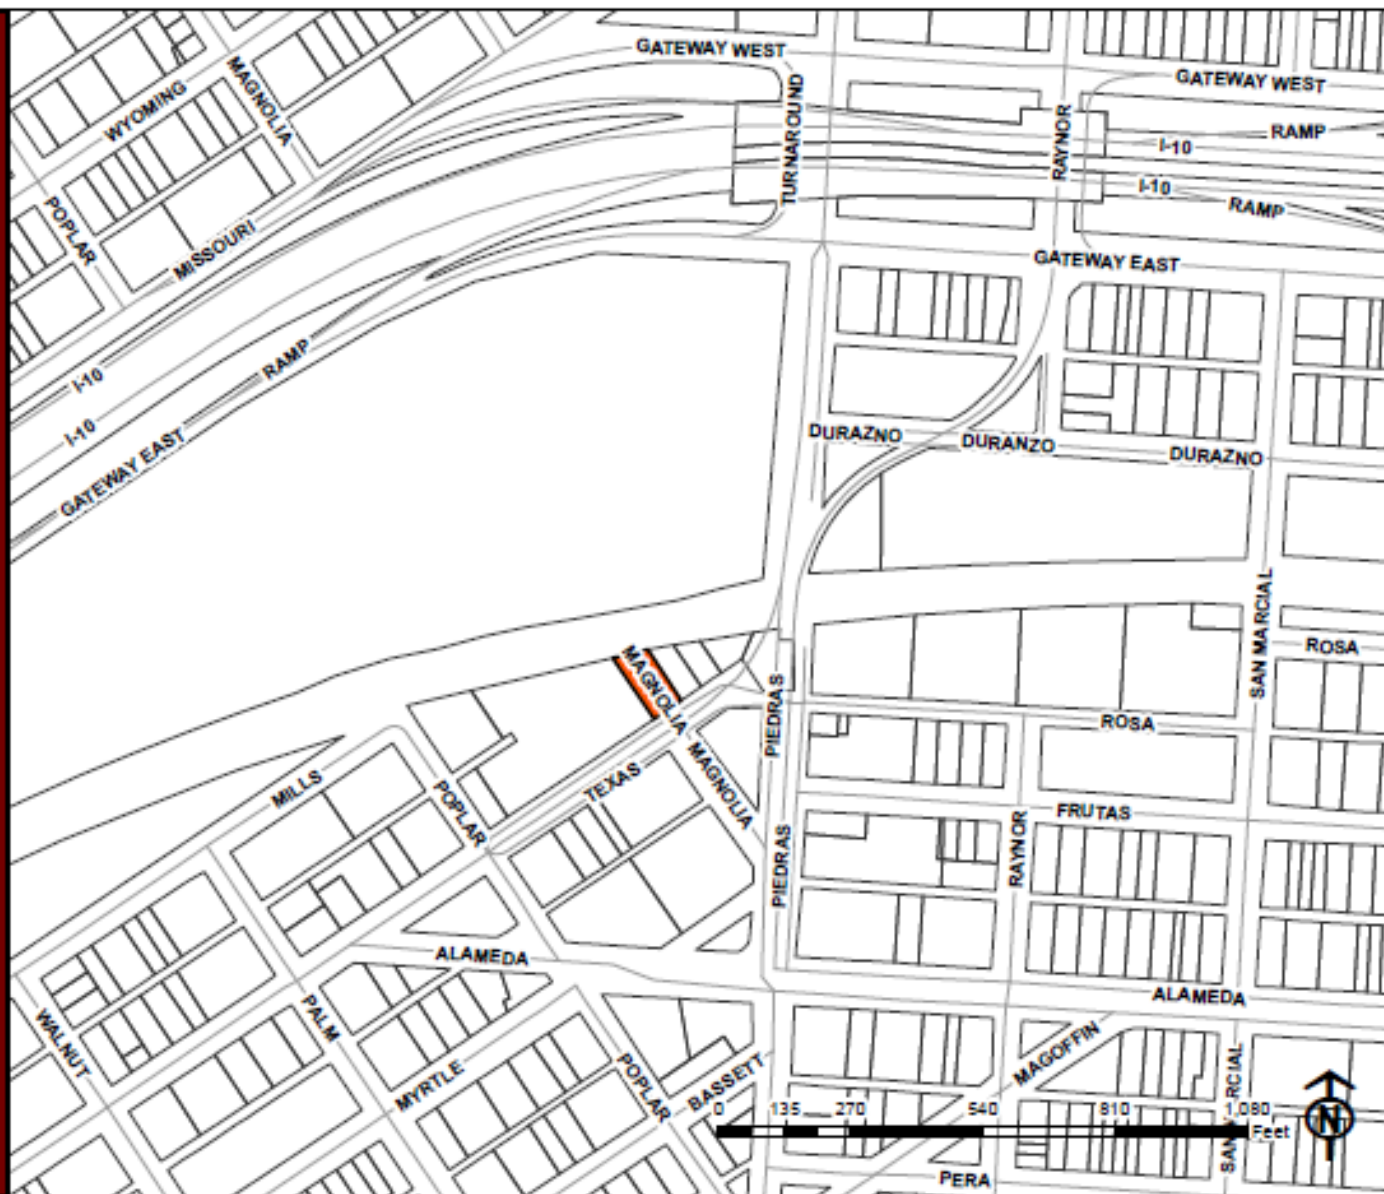 GATEWAY WEST
GATEWAY WEST
MAGNOLIA
WYOMING
TURNAROUND
RAYNOR
RAMP
I-10
I-10
RAMP
POPLAR
MISSOURI
GATEWAY EAST
RAMP
I-10
I-10
GATEWAY EAST
DURAZNO
DURANZO
DURAZNO
SAN MARCIAL
ROSA
MAGNOLIA
PIEDRAS
ROSA
MAGNOLIA
MILLS
TEXAS
POPLAR
FRUTAS
RAYNOR
PIEDRAS
ALAMEDA
ALAMEDA
WALNUT
PALM
MYRTLE
POPLAR
BASSETT
MAGOFFIN
SAN RCIAL
0 135 270 540 810 1,080
Feet
N
PERA